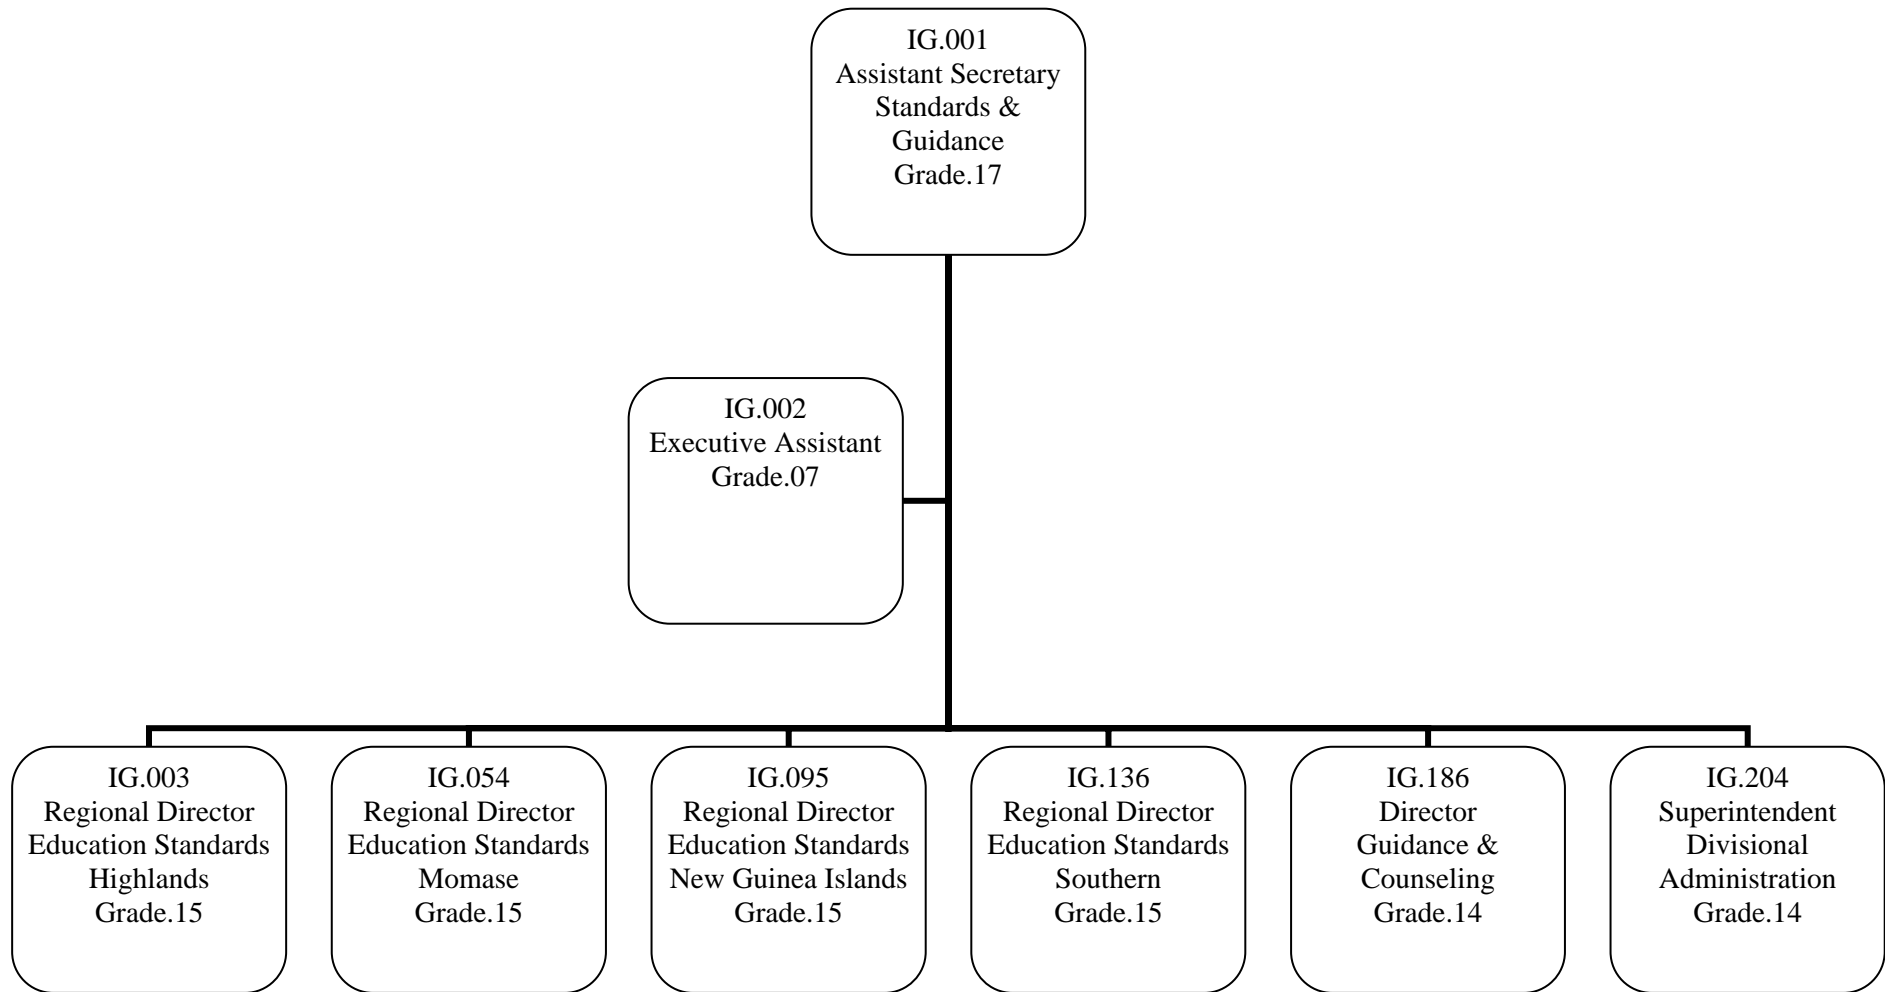 IG.001
Assistant Secretary
Standards &
Guidance
Grade.17
IG.002
Executive Assistant
Grade.07
IG.003
Regional Director
Education Standards
Highlands
Grade.15
IG.054
Regional Director
Education Standards
Momase
Grade.15
IG.095
Regional Director
Education Standards
New Guinea Islands
Grade.15
IG.136
Regional Director
Education Standards
Southern
Grade.15
IG.186
Director
Guidance &
Counseling
Grade.14
IG.204
Superintendent
Divisional
Administration
Grade.14